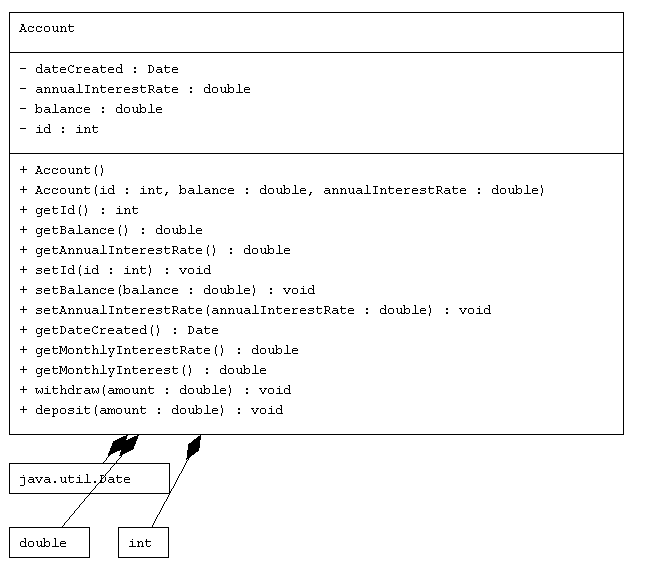 Account
- dateCreated : Date
- annualInterestRate : double
- balance : double
- id : int
+ Account()
+ Account(id : int, balance : double, annualInterestRate : double)
+ getId() : int
+ getBalance() : double
+ getAnnualInterestRate() : double
+ setId(id : int) : void
+ setBalance(balance : double) : void
+ setAnnualInterestRate(annualInterestRate : double) : void
+ getDateCreated() : Date
+ getMonthlyInterestRate() : double
+ getMonthlyInterest() : double
+ withdraw(amount : double) : void
+ deposit(amount : double) : void
java.util.Date
double
int